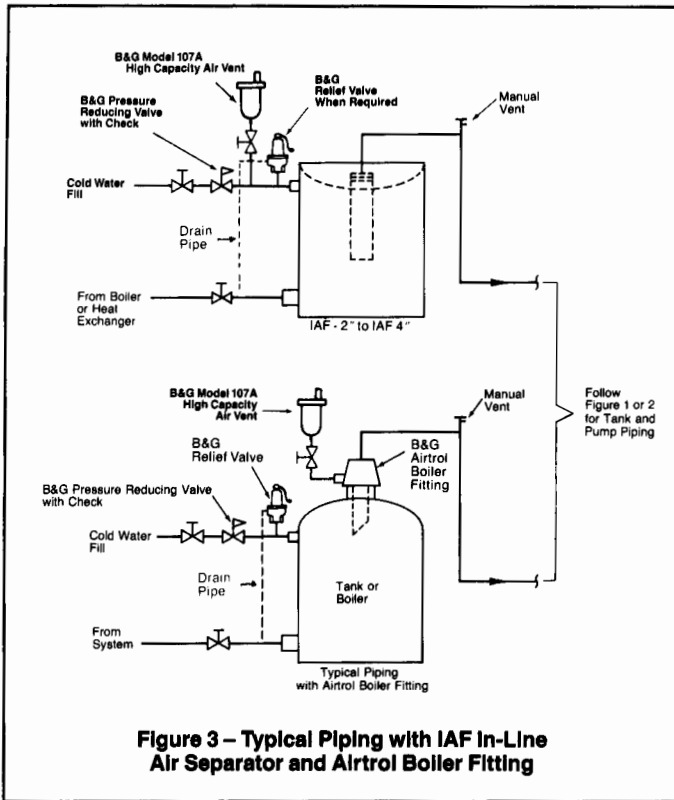 B&G Model 107A
High Capacity Air Vent
B&G
Relief Valve
When Required
Manual
Vent
B&G Pressure
Reducing Valve
with Check
Cold Water
Fill
Drain
Pipe
From Boiler
or Heat
Exchanger
IAF - 2" to IAF 4"
B&G Model 107A
High Capacity
Air Vent
Manual
Vent
Follow
Figure 1 or 2
for Tank and
Pump Piping
B&G
Relief Valve
B&G
Airtrol
Boiler
Fitting
B&G Pressure Reducing Valve
with Check
Cold Water
Fill
Drain
Pipe
Tank or
Boiler
From
System
Typical Piping
with Airtrol Boiler Fitting
Figure 3 – Typical Piping with IAF In-Line
Air Separator and Airtrol Boiler Fitting